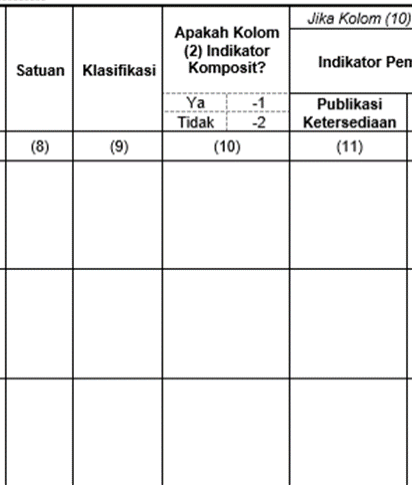 Satuan
Klasifikasi
Apakah Kolom
(2) Indikator
Komposit?
Ya -1
Tidak -2
Jika Kolom (10)
Indikator
Publikasi
Ketersediaan
(8) (9) (10) (11)